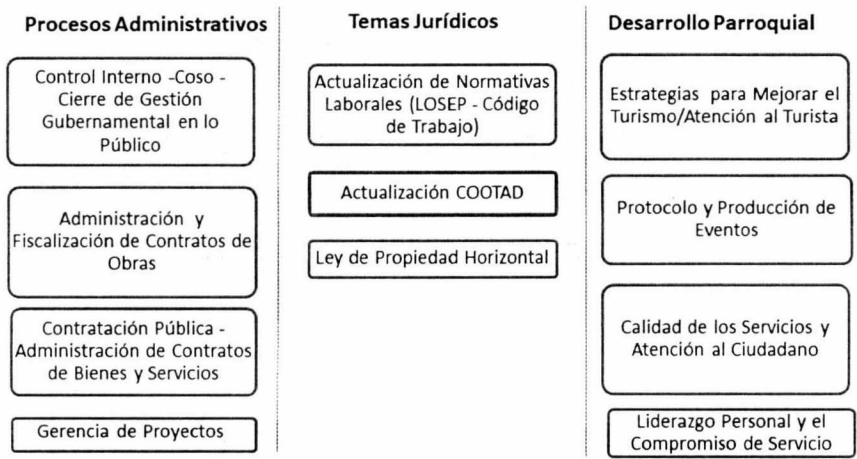 Procesos Administrativos
Control Interno -Coso -
Cierre de Gestión
Gubernamental en lo
Público
Administración y
Fiscalización de Contratos de
Obras
Contratación Pública -
Administración de Contratos
de Bienes y Servicios
Gerencia de Proyectos
Temas Jurídicos
Actualización de Normativas
Laborales (LOSEP - Código
de Trabajo)
Actualización COOTAD
Ley de Propiedad Horizontal
Desarrollo Parroquial
Estrategias para Mejorar el
Turismo/Atención al Turista
Protocolo y Producción de
Eventos
Calidad de los Servicios y
Atención al Ciudadano
Liderazgo Personal y el
Compromiso de Servicio